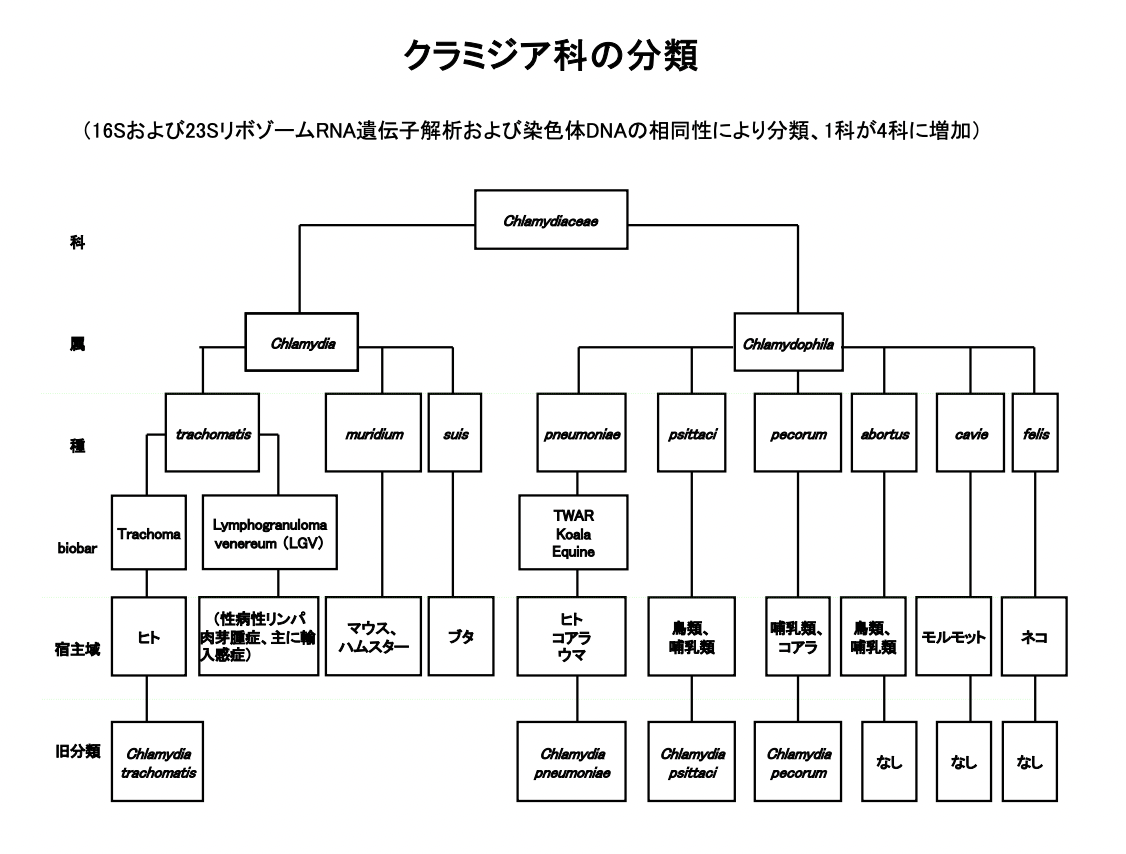 クラミジア科の分類
（16Sおよび23SリボゾームRNA遺伝子解析および染色体DNAの相同性により分類、1科が4科に増加）
科
Chlamydiaceae
属
Chlamydia
Chlamydophila
種
trachomatis
muridium
suis
pneumoniae
psittaci
pecorum
abortus
cavie
felis
biobar
Trachoma
Lymphogranuloma
venereum（LGV）
TWAR
Koala
Equine
宿主域
ヒト
（性病性リンパ
肉芽腫症、主に輸
入感症）
マウス、
ハムスター
ブタ
ヒト
コアラ
ウマ
鳥類、
哺乳類
哺乳類、
コアラ
鳥類、
哺乳類
モルモット
ネコ
旧分類
Chlamydia
trachomatis
Chlamydia
pneumoniae
Chlamydia
psittaci
Chlamydia
pecorum
なし
なし
なし